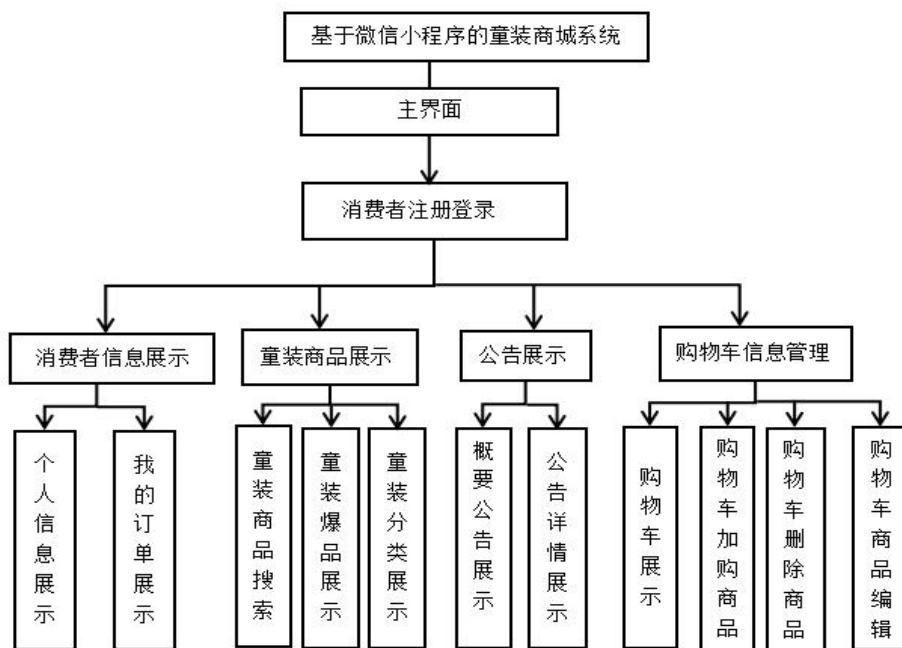 基于微信小程序的童装商城系统
主界面
消费者注册登录
消费者信息展示
童装商品展示
公告展示
购物车信息管理
个人信息展示
我的订单展示
童装商品搜索
童装爆品展示
童装分类展示
概要公告展示
公告详情展示
购物车展示
购物车加购商品
购物车删除商品
购物车商品编辑